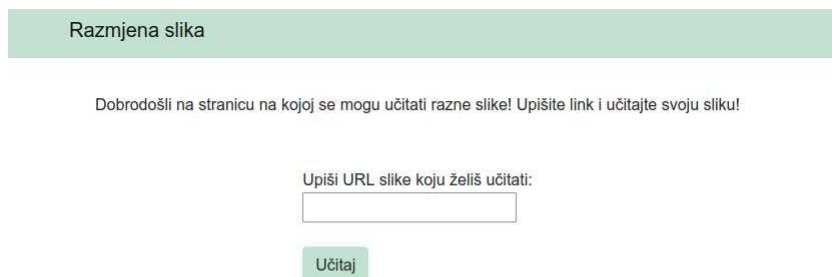 Razmjena slika
Dobrodošli na stranicu na kojoj se mogu učitati razne slike! Upišite link i učitajte svoju sliku!
Upiši URL slike koju želiš učitati:
Učitaj